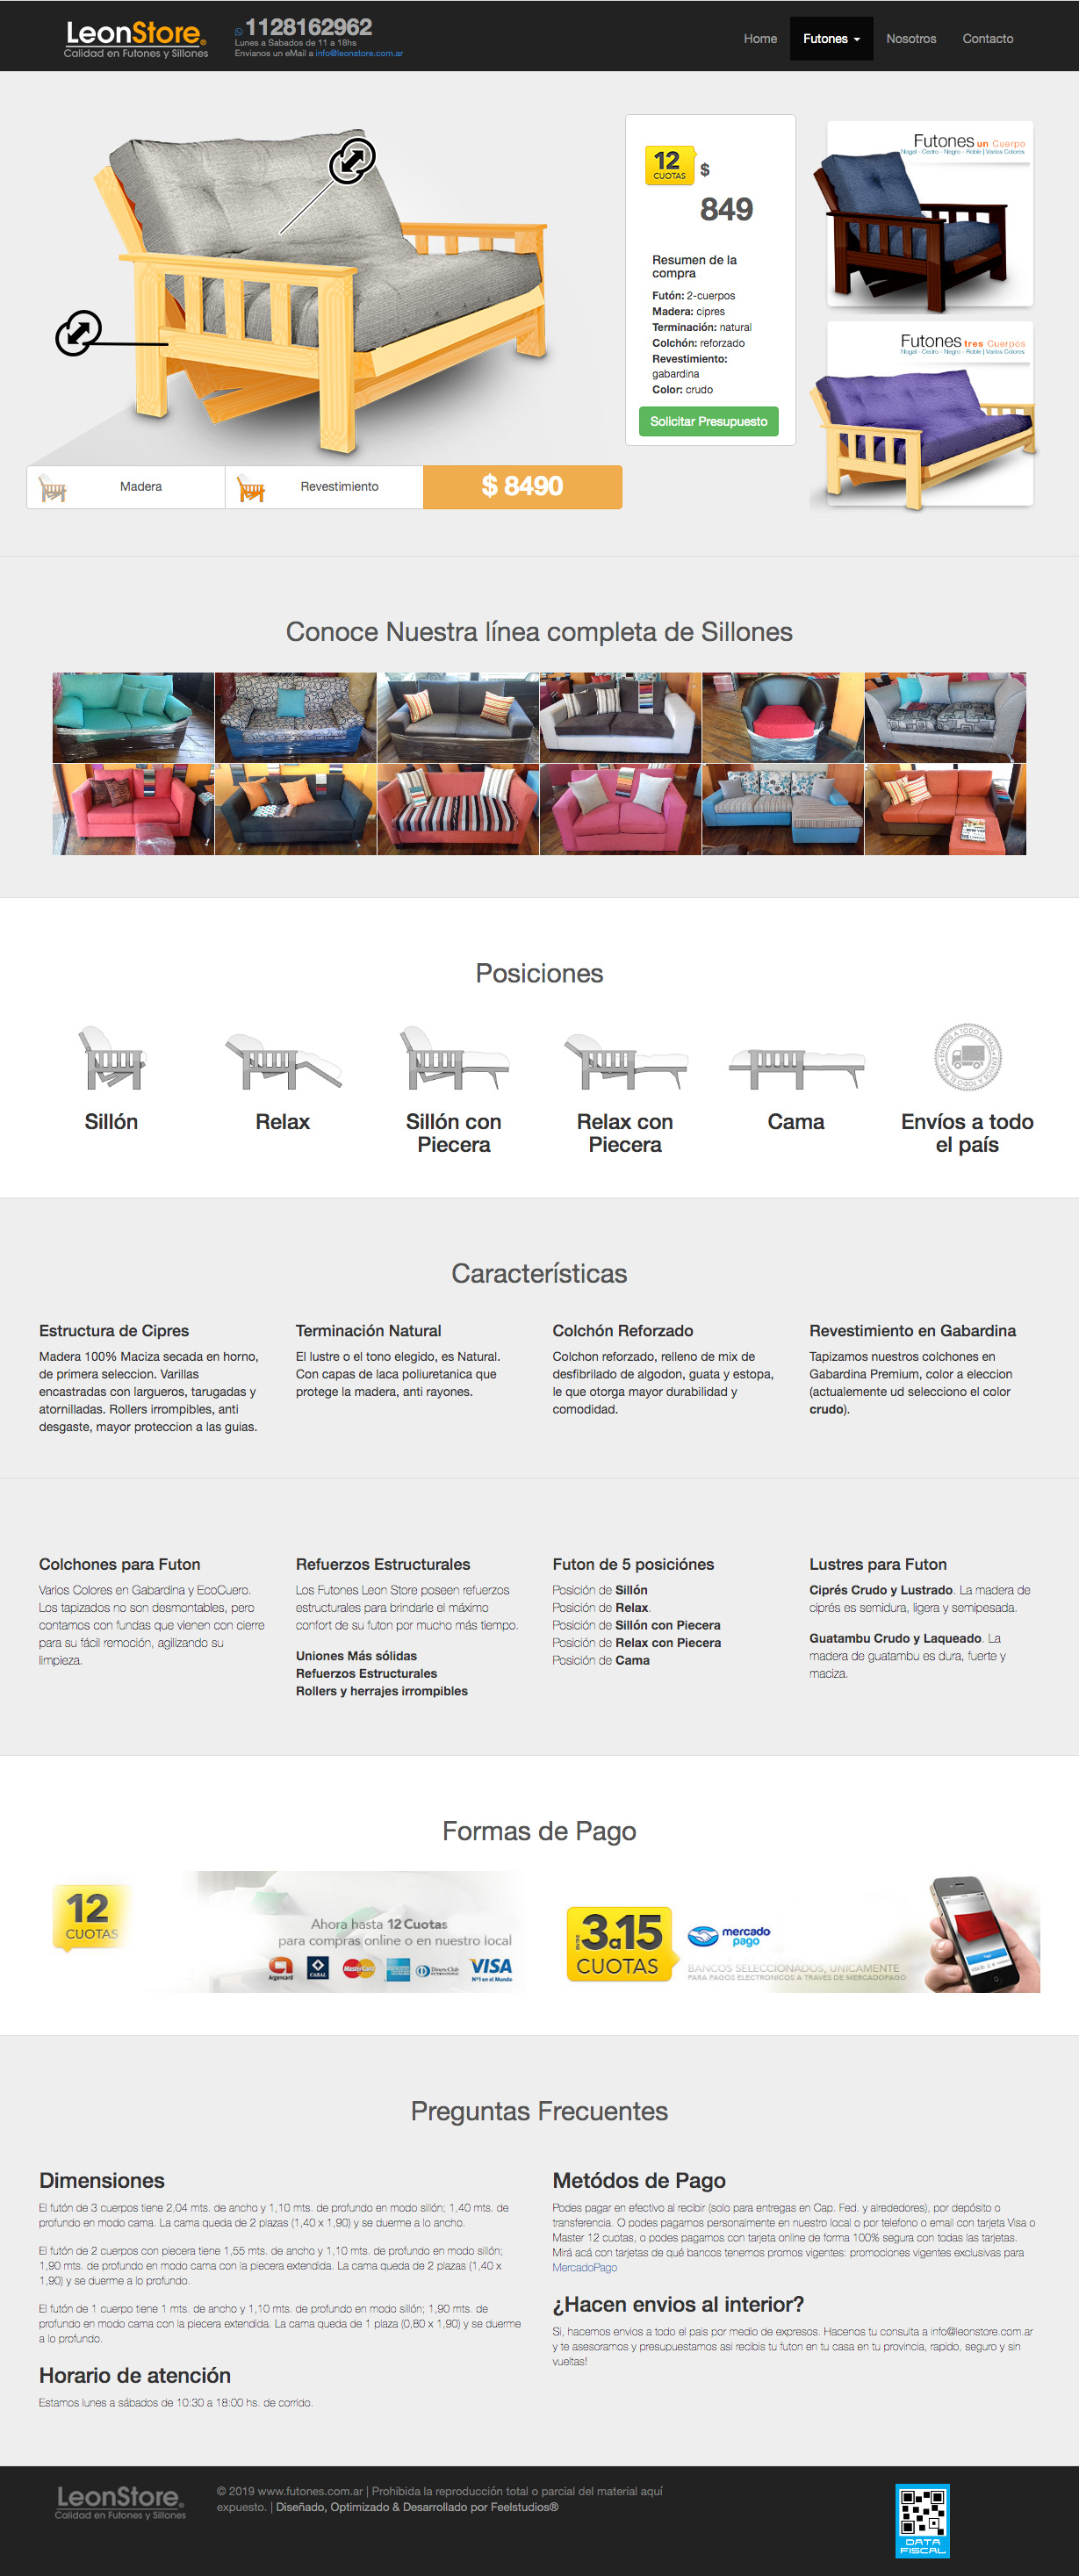 LeonStore®
Calidad en Futones y Sillones
1128162962
Lunes a Sabados de 11 a 18hs
Envianos un eMail a info@leonstore.com.ar
Home
Futones
Nosotros
Contacto
12
CUOTAS
$
849
Resumen de la
compra
Futón: 2-cuerpos
Madera: cipres
Terminación: natural
Colchón: reforzado
Revestimiento:
gabardina
Color: crudo
Solicitar Presupuesto
Futones un Cuerpo
Nogal - Cedro - Negro - Roble | Varios Colores
Futones tres Cuerpos
Nogal - Cedro - Negro - Roble | Varios Colores
Madera
Revestimiento
$ 8490
Conoce Nuestra línea completa de Sillones
Posiciones
Sillón
Relax
Sillón con
Piecera
Relax con
Piecera
Cama
ENVIOS A TODO EL PAIS • ENVIOS A TODO EL PAIS •
Envíos a todo
el país
Características
Estructura de Cipres
Madera 100% Maciza secada en horno,
de primera seleccion. Varillas
encastradas con largueros, tarugadas y
atornilladas. Rollers irrompibles, anti
desgaste, mayor proteccion a las guias.
Terminación Natural
El lustre o el tono elegido, es Natural.
Con capas de laca poliuretanica que
protege la madera, anti rayones.
Colchón Reforzado
Colchon reforzado, relleno de mix de
desfibrilado de algodon, guata y estopa,
le que otorga mayor durabilidad y
comodidad.
Revestimiento en Gabardina
Tapizamos nuestros colchones en
Gabardina Premium, color a eleccion
(actualemente ud selecciono el color
crudo).
Colchones para Futon
Varios Colores en Gabardina y EcoCuero.
Los tapizados no son desmontables, pero
contamos con fundas que vienen con cierre
para su fácil remoción, agilizando su
limpieza.
Refuerzos Estructurales
Los Futones Leon Store poseen refuerzos
estructurales para brindarle el máximo
confort de su futon por mucho más tiempo.
Uniones Más sólidas
Refuerzos Estructurales
Rollers y herrajes irrompibles
Futon de 5 posiciónes
Posición de Sillón
Posición de Relax.
Posición de Sillón con Piecera
Posición de Relax con Piecera
Posición de Cama
Lustres para Futon
Ciprés Crudo y Lustrado. La madera de
ciprés es semidura, ligera y semipesada.
Guatambu Crudo y Laqueado. La
madera de guatambu es dura, fuerte y
maciza.
Formas de Pago
12
CUOTAS
Ahora hasta 12 Cuotas
para compras online o en nuestro local
Argencard
CABAL
MasterCard
AMERICAN EXPRESS
Diners Club
VISA
Nº1 en el Mundo
3a15
CUOTAS
mercado
pago
BANCOS SELECCIONADOS, UNICAMENTE
PARA PAGOS ELECTRONICOS A TRAVES DE MERCADOPAGO
Preguntas Frecuentes
Dimensiones
El futón de 3 cuerpos tiene 2,04 mts. de ancho y 1,10 mts. de profundo en modo sillón; 1,40 mts. de
profundo en modo cama. La cama queda de 2 plazas (1,40 x 1,90) y se duerme a lo ancho.
El futón de 2 cuerpos con piecera tiene 1,55 mts. de ancho y 1,10 mts. de profundo en modo sillón;
1,90 mts. de profundo en modo cama con la piecera extendida. La cama queda de 2 plazas (1,40 x
1,90) y se duerme a lo profundo.
El futón de 1 cuerpo tiene 1 mts. de ancho y 1,10 mts. de profundo en modo sillón; 1,90 mts. de
profundo en modo cama con la piecera extendida. La cama queda de 1 plaza (0,80 x 1,90) y se duerme
a lo profundo.
Horario de atención
Estamos lunes a sábados de 10:30 a 18:00 hs. de corrido.
Metódos de Pago
Podes pagar en efectivo al recibir (solo para entregas en Cap. Fed. y alrededores), por depósito o
transferencia. O podes pagarnos personalmente en nuestro local o por telefono o email con tarjeta Visa o
Master 12 cuotas, o podes pagarnos con tarjeta online de forma 100% segura con todas las tarjetas.
Mirá acá con tarjetas de qué bancos tenemos promos vigentes: promociones vigentes exclusivas para
MercadoPago
¿Hacen envios al interior?
Si, hacemos envios a todo el pais por medio de expresos. Hacenos tu consulta a info@leonstore.com.ar
y te asesoramos y presupuestamos asi recibis tu futon en tu casa en tu provincia, rapido, seguro y sin
vueltas!
LeonStore®
Calidad en Futones y Sillones
© 2019 www.futones.com.ar | Prohibida la reproducción total o parcial del material aquí
expuesto. | Diseñado, Optimizado & Desarrollado por Feelstudios®
DATA
FISCAL